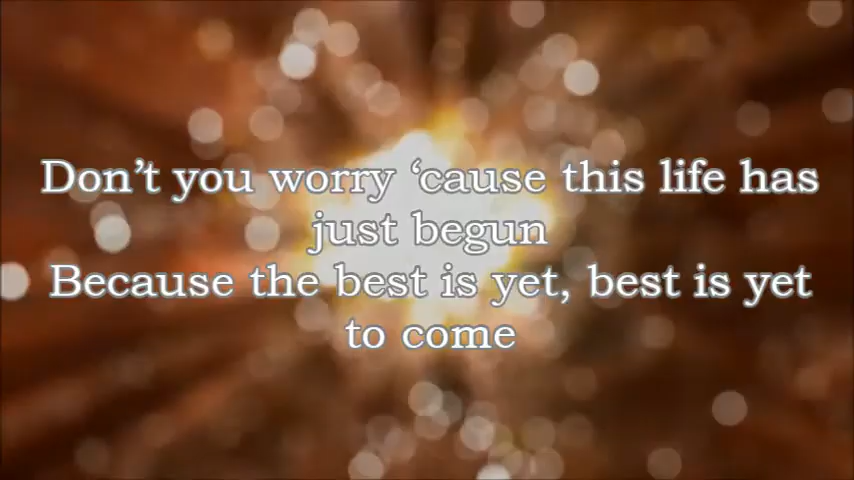 Don’t you worry ‘cause this life has
just begun
Because the best is yet, best is yet
to come